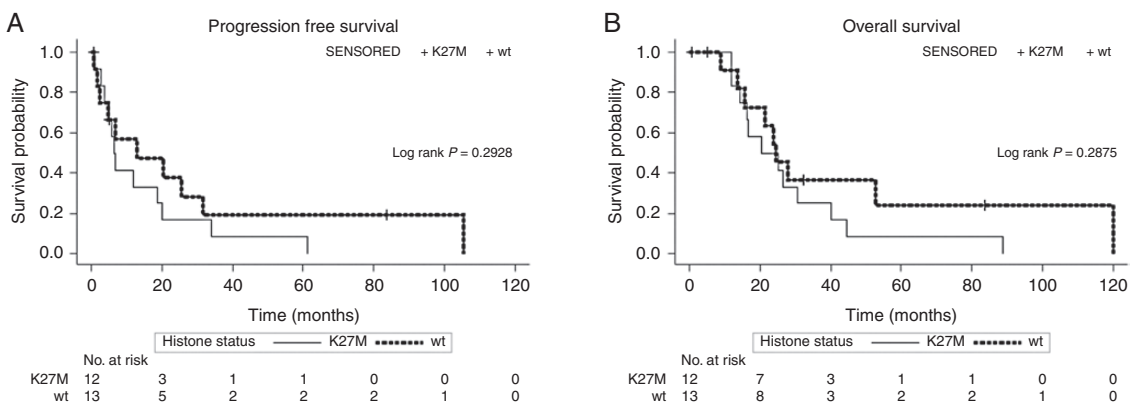 A
Progression free survival
SENSORED + K27M + wt
1.0
0.8
0.6
0.4
0.2
0.0
Survival probability
Log rank P = 0.2928
0 20 40 60 80 100 120
Time (months)
Histone status K27M wt
No. at risk
K27M 12 3 1 1 0 0 0
wt 13 5 2 2 2 1 0
B
Overall survival
SENSORED + K27M + wt
1.0
0.8
0.6
0.4
0.2
0.0
Survival probability
Log rank P = 0.2875
0 20 40 60 80 100 120
Time (months)
Histone status K27M wt
No. at risk
K27M 12 7 3 1 1 0 0
wt 13 8 3 2 2 1 0